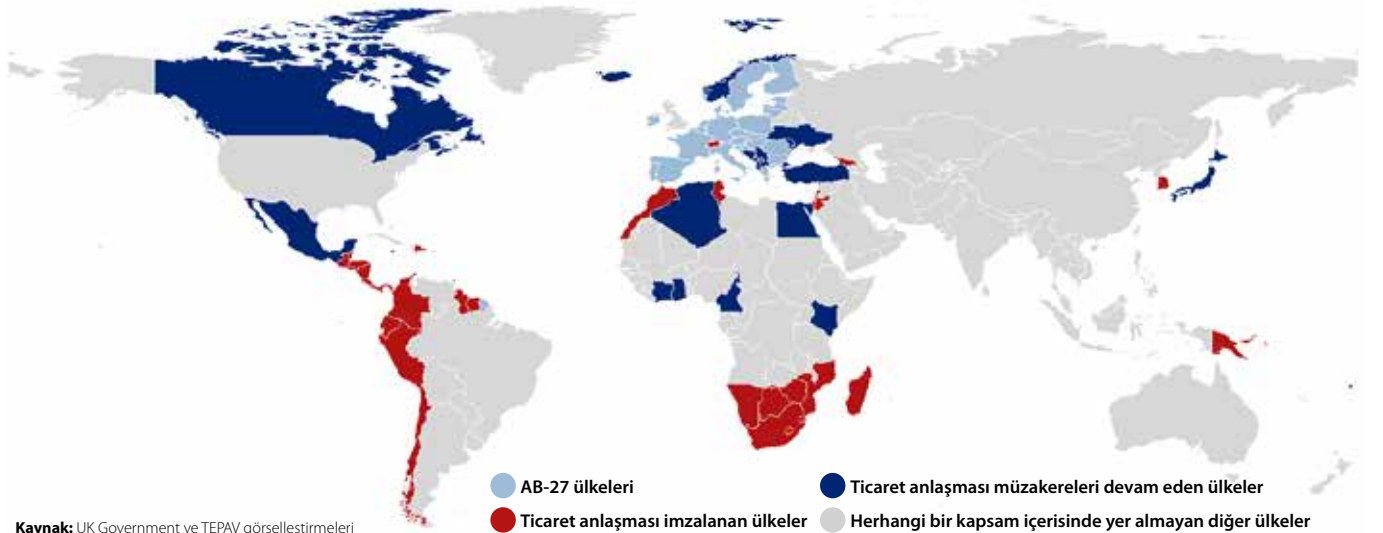 AB-27 ülkeleri
Ticaret anlaşması müzakereleri devam eden ülkeler
Ticaret anlaşması imzalanan ülkeler
Herhangi bir kapsam içerisinde yer almayan diğer ülkeler
Kaynak: UK Government ve TEPAV görselleştirmeleri